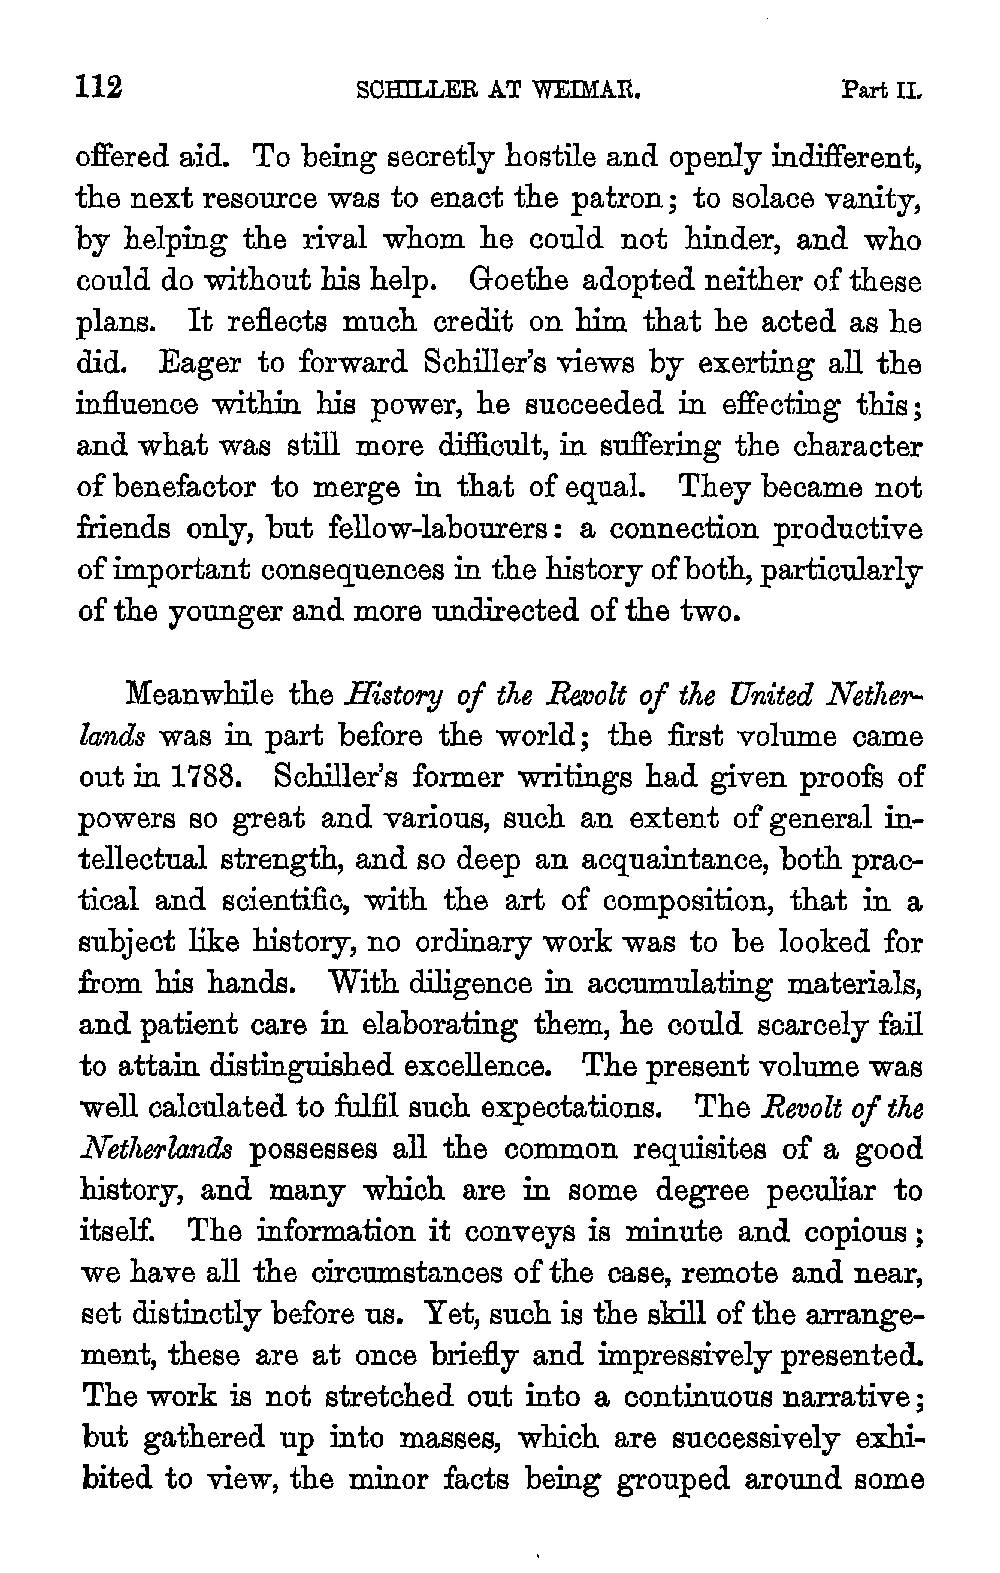 112 SCHILLER AT WEIMAR. Part II.
offered aid. To being secretly hostile and openly indifferent,
the next resource was to enact the patron; to solace vanity,
by helping the rival whom he could not hinder, and who
could do without his help. Goethe adopted neither of these
plans. It reflects much credit on him that he acted as he
did. Eager to forward Schiller's views by exerting all the
influence within his power, he succeeded in effecting this;
and what was still more difficult, in suffering the character
of benefactor to merge in that of equal. They became not
friends only, but fellow-labourers: a connection productive
of important consequences in the history of both, particularly
of the younger and more undirected of the two.
Meanwhile the History of the Revolt of the United Nether-
lands was in part before the world; the first volume came
out in 1788. Schiller's former writings had given proofs of
powers so great and various, such an extent of general in-
tellectual strength, and so deep an acquaintance, both prac-
tical and scientific, with the art of composition, that in a
subject like history, no ordinary work was to be looked for
from his hands. With diligence in accumulating materials,
and patient care in elaborating them, he could scarcely fail
to attain distinguished excellence. The present volume was
well calculated to fulfil such expectations. The Revolt of the
Netherlands possesses all the common requisites of a good
history, and many which are in some degree peculiar to
itself. The information it conveys is minute and copious;
we have all the circumstances of the case, remote and near,
set distinctly before us. Yet, such is the skill of the arrange-
ment, these are at once briefly and impressively presented.
The work is not stretched out into a continuous narrative;
but gathered up into masses, which are successively exhi-
bited to view, the minor facts being grouped around some